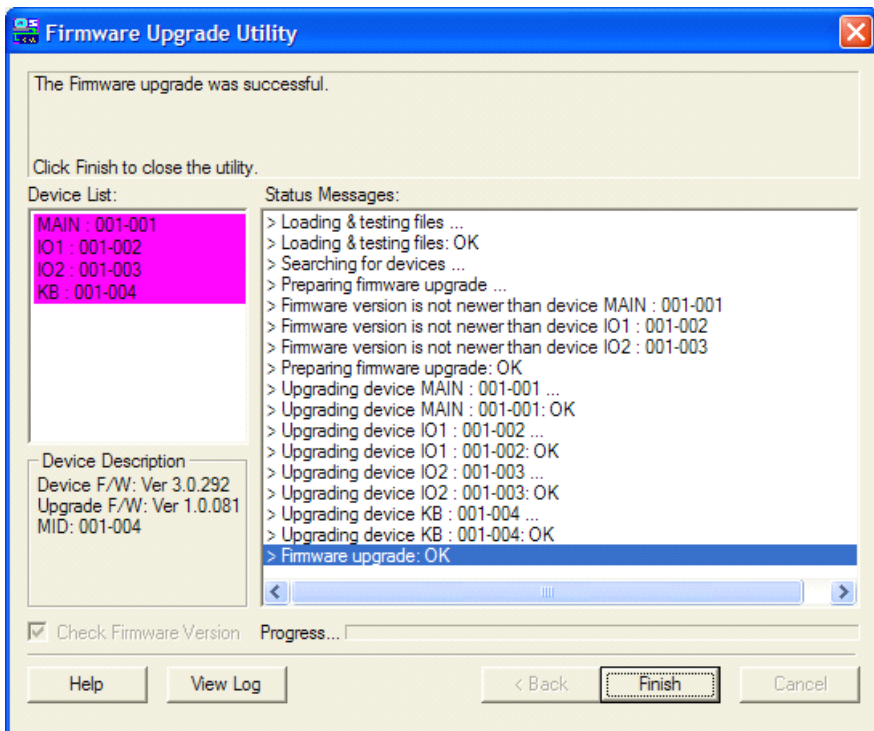 Firmware Upgrade Utility
The Firmware upgrade was successful.
Click Finish to close the utility.
Device List:
MAIN : 001-001
IO1 : 001-002
IO2 : 001-003
KB : 001-004
Device Description
Device F/W: Ver 3.0.292
Upgrade F/W: Ver 1.0.081
MID: 001-004
Status Messages:
> Loading & testing files ...
> Loading & testing files: OK
> Searching for devices ...
> Preparing firmware upgrade ...
> Firmware version is not newer than device MAIN : 001-001
> Firmware version is not newer than device IO1 : 001-002
> Firmware version is not newer than device IO2 : 001-003
> Preparing firmware upgrade: OK
> Upgrading device MAIN : 001-001 ...
> Upgrading device MAIN : 001-001: OK
> Upgrading device IO1 : 001-002 ...
> Upgrading device IO1 : 001-002: OK
> Upgrading device IO2 : 001-003 ...
> Upgrading device IO2 : 001-003: OK
> Upgrading device KB : 001-004 ...
> Upgrading device KB : 001-004: OK
> Firmware upgrade: OK
Check Firmware Version
Progress...
Help
View Log
< Back
Finish
Cancel